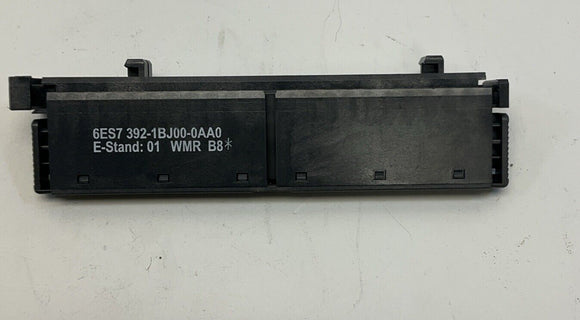 6ES7 392-1BJ00-0AA0
E-Stand: 01 WMR B8*